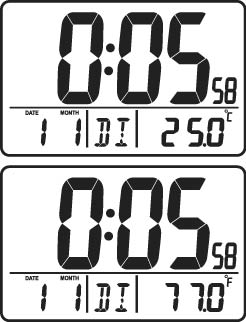 0:05 58
DATE MONTH °C
1 1 DI 25.0
0:05 58
DATE MONTH °F
1 1 DI 77.0